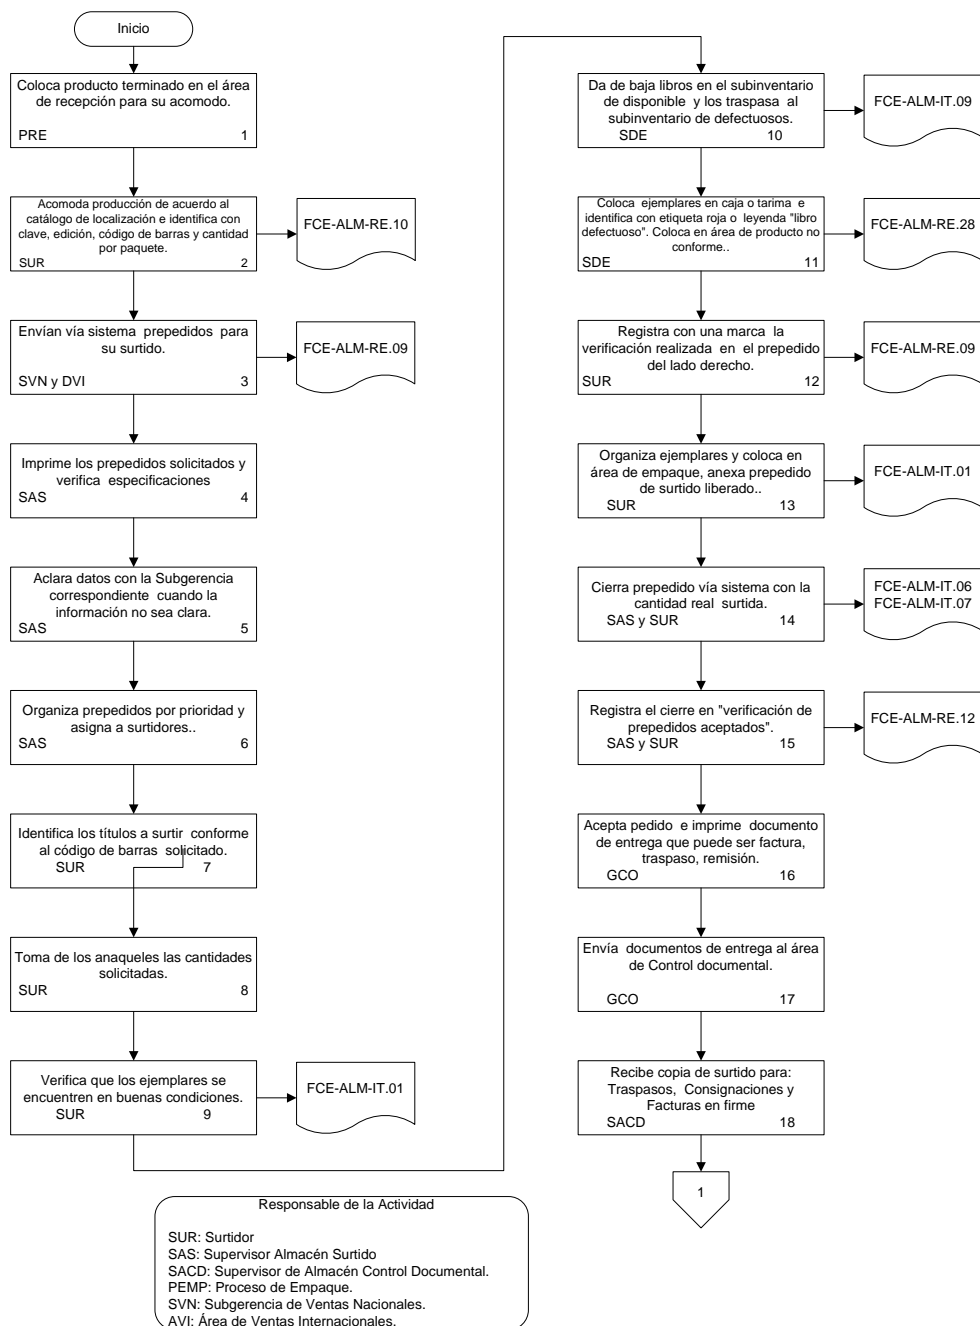 Inicio
Coloca producto terminado en el área
de recepción para su acomodo.
PRE 1
Acomoda producción de acuerdo al
catálogo de localización e identifica con
clave, edición, código de barras y cantidad
por paquete.
SUR 2
FCE-ALM-RE.10
Envían vía sistema prepedidos para
su surtido.
SVN y DVI 3
FCE-ALM-RE.09
Imprime los prepedidos solicitados y
verifica especificaciones
SAS 4
Aclara datos con la Subgerencia
correspondiente cuando la
información no sea clara.
SAS 5
Organiza prepedidos por prioridad y
asigna a surtidores..
SAS 6
Identifica los títulos a surtir conforme
al código de barras solicitado.
SUR 7
Toma de los anaqueles las cantidades
solicitadas.
SUR 8
Verifica que los ejemplares se
encuentren en buenas condiciones.
SUR 9
FCE-ALM-IT.01
Da de baja libros en el subinventario
de disponible y los traspasa al
subinventario de defectuosos.
SDE 10
FCE-ALM-IT.09
Coloca ejemplares en caja o tarima e
identifica con etiqueta roja o leyenda "libro
defectuoso". Coloca en área de producto no
conforme..
SDE 11
FCE-ALM-RE.28
Registra con una marca la
verificación realizada en el prepedido
del lado derecho.
SUR 12
FCE-ALM-RE.09
Organiza ejemplares y coloca en
área de empaque, anexa prepedido
de surtido liberado..
SUR 13
FCE-ALM-IT.01
Cierra prepedido vía sistema con la
cantidad real surtida.
SAS y SUR 14
FCE-ALM-IT.06
FCE-ALM-IT.07
Registra el cierre en "verificación de
prepedidos aceptados".
SAS y SUR 15
FCE-ALM-RE.12
Acepta pedido e imprime documento
de entrega que puede ser factura,
traspaso, remisión.
GCO 16
Envía documentos de entrega al área
de Control documental.
GCO 17
Recibe copia de surtido para:
Traspasos, Consignaciones y
Facturas en firme
SACD 18
1
Responsable de la Actividad
SUR: Surtidor
SAS: Supervisor Almacén Surtido
SACD: Supervisor de Almacén Control Documental.
PEMP: Proceso de Empaque.
SVN: Subgerencia de Ventas Nacionales.
AVI: Área de Ventas Internacionales.